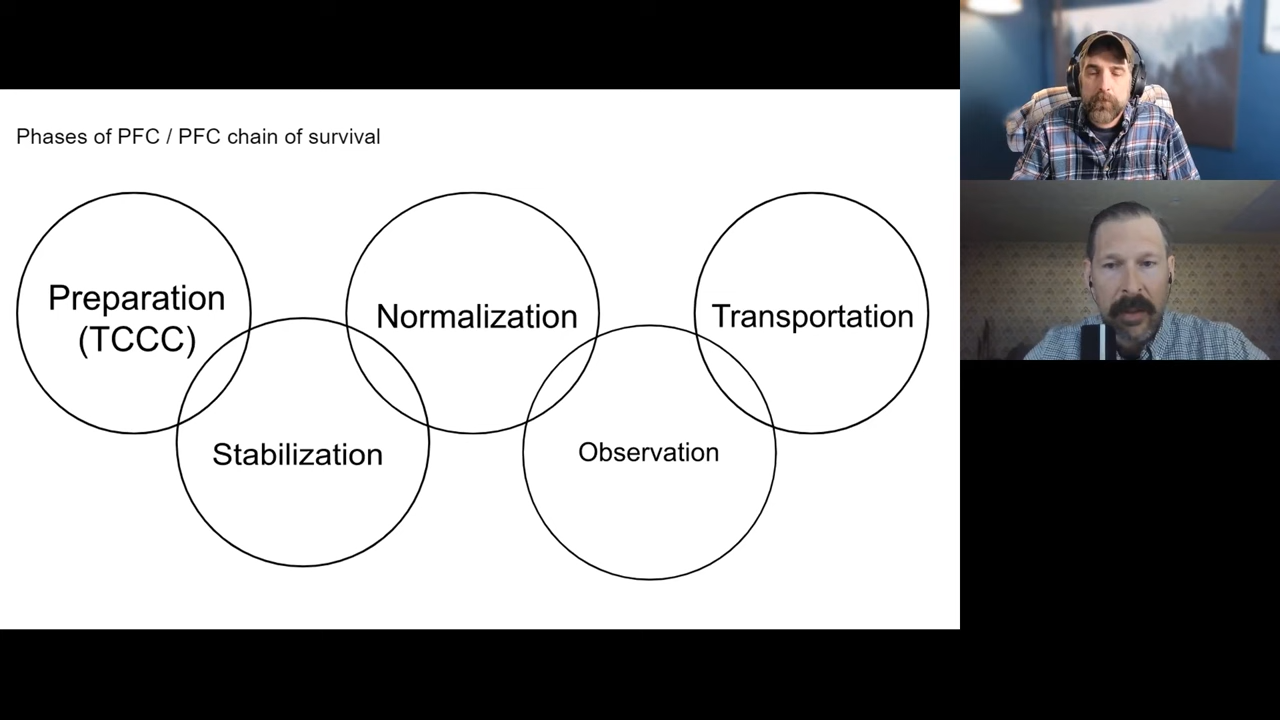 Phases of PFC / PFC chain of survival
Preparation
(TCCC)
Stabilization
Normalization
Observation
Transportation